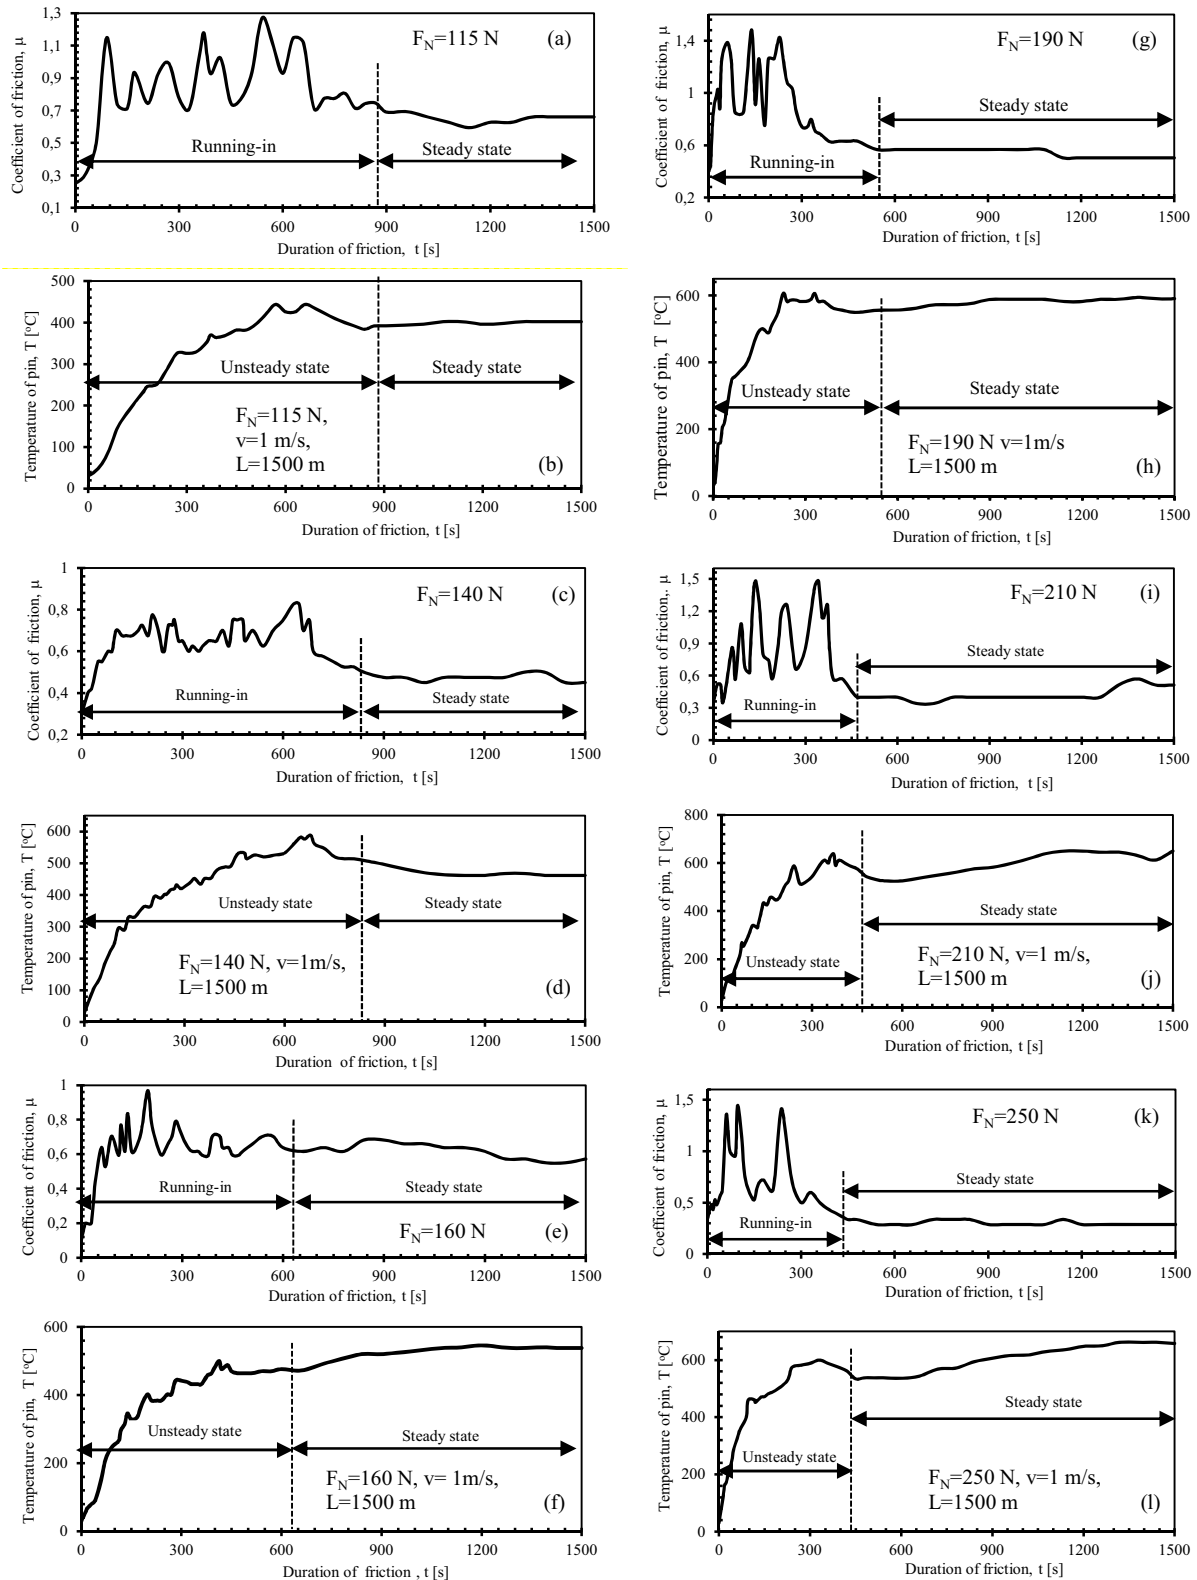 1,3
1,1
0,9
0,7
0,5
0,3
0,1
Coefficient of friction, μ
F_N=115 N
(a)
Running-in
Steady state
0 300 600 900 1200 1500
Duration of friction, t [s]
500
400
300
200
100
0
Temperature of pin, T [°C]
Unsteady state
Steady state
F_N=115 N,
v=1 m/s,
L=1500 m
(b)
0 300 600 900 1200 1500
Duration of friction, t [s]
1
0,8
0,6
0,4
0,2
Coefficient of friction, μ
F_N=140 N
(c)
Running-in
Steady state
0 300 600 900 1200 1500
Duration of friction, t [s]
600
500
400
300
200
100
0
Temperature of pin, T [°C]
Unsteady state
Steady state
F_N=140 N, v=1m/s,
L=1500 m
(d)
0 300 600 900 1200 1500
Duration of friction, t [s]
1
0,8
0,6
0,4
0,2
0
Coefficient of friction, μ
Running-in
Steady state
F_N=160 N
(e)
0 300 600 900 1200 1500
Duration of friction, t [s]
600
400
200
0
Temperature of pin, T [°C]
Unsteady state
Steady state
F_N=160 N, v= 1m/s,
L=1500 m
(f)
0 300 600 900 1200 1500
Duration of friction , t [s]
1,4
1
0,6
0,2
Coefficient of friction, μ
F_N=190 N
(g)
Steady state
Running-in
0 300 600 900 1200 1500
Duration of friction, t [s]
600
400
200
0
Temperature of pin, T [°C]
Unsteady state
Steady state
F_N=190 N v=1m/s
L=1500 m
(h)
0 300 600 900 1200 1500
Duration of friction, t [s]
1,5
1,2
0,9
0,6
0,3
0
Coefficient of friction,. μ
F_N=210 N
(i)
Steady state
Running-in
0 300 600 900 1200 1500
Duration of friction, t [s]
800
600
400
200
0
Temperature of pin, T [°C]
Steady state
Unsteady state
F_N=210 N, v=1 m/s,
L=1500 m
(j)
0 300 600 900 1200 1500
Duration of friction, t [s]
1,5
1
0,5
0
Coefficient of friction, μ
F_N=250 N
(k)
Steady state
Running-in
0 300 600 900 1200 1500
Duration of friction, t [s]
600
400
200
0
Temperature of pin, T [°C]
Steady state
Unsteady state
F_N=250 N, v=1 m/s,
L=1500 m
(l)
0 300 600 900 1200 1500
Duration of friction, t [s]